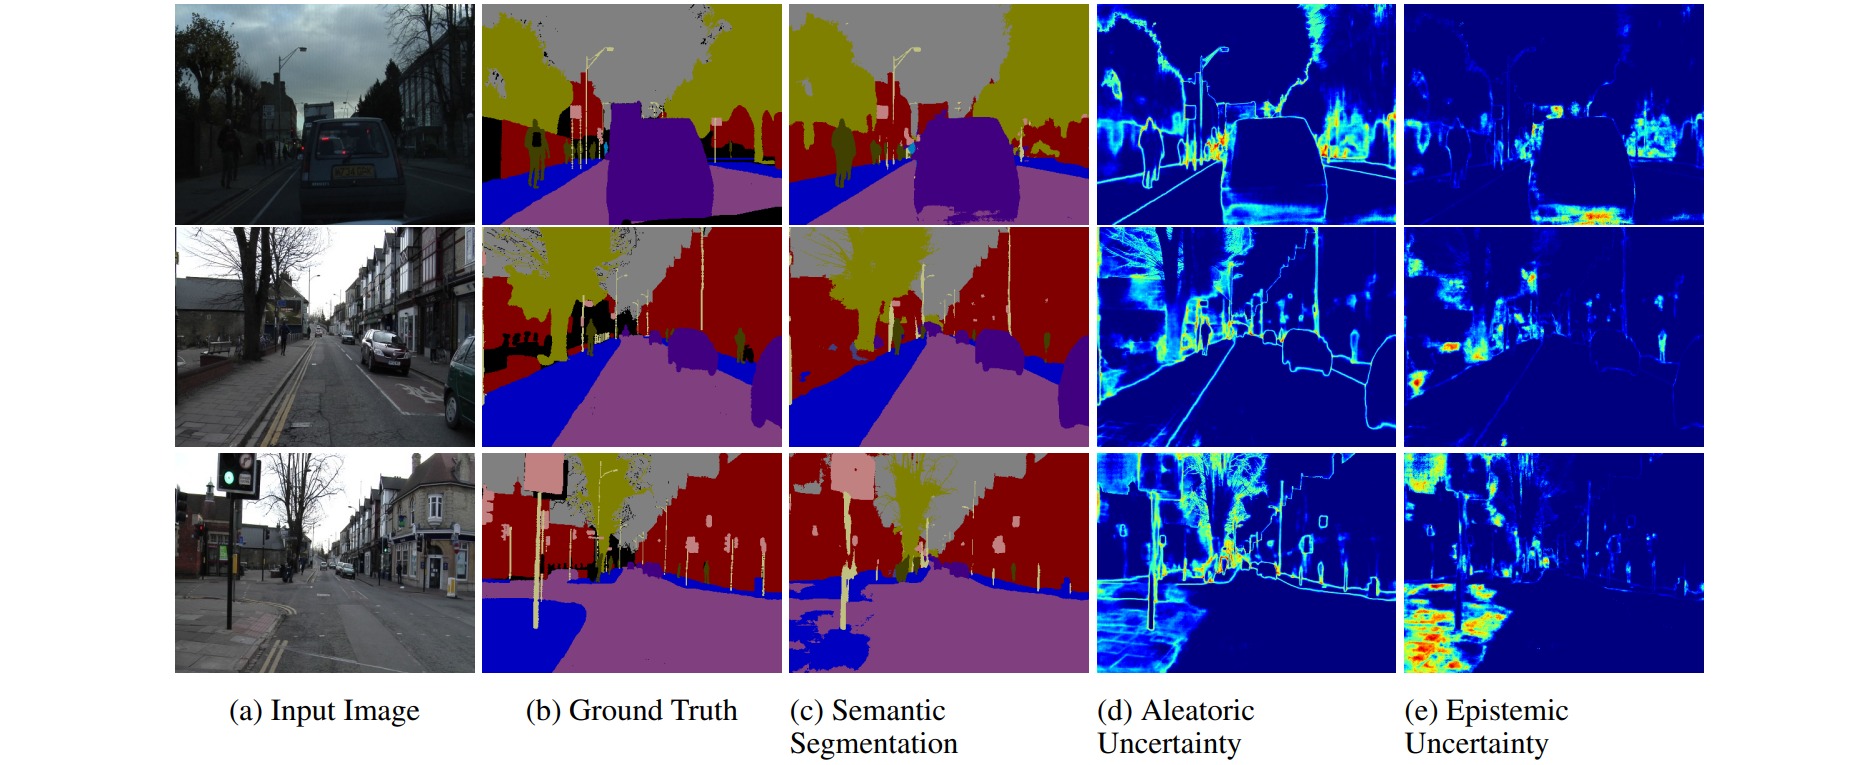 (a) Input Image
(b) Ground Truth
(c) Semantic
Segmentation
(d) Aleatoric
Uncertainty
(e) Epistemic
Uncertainty